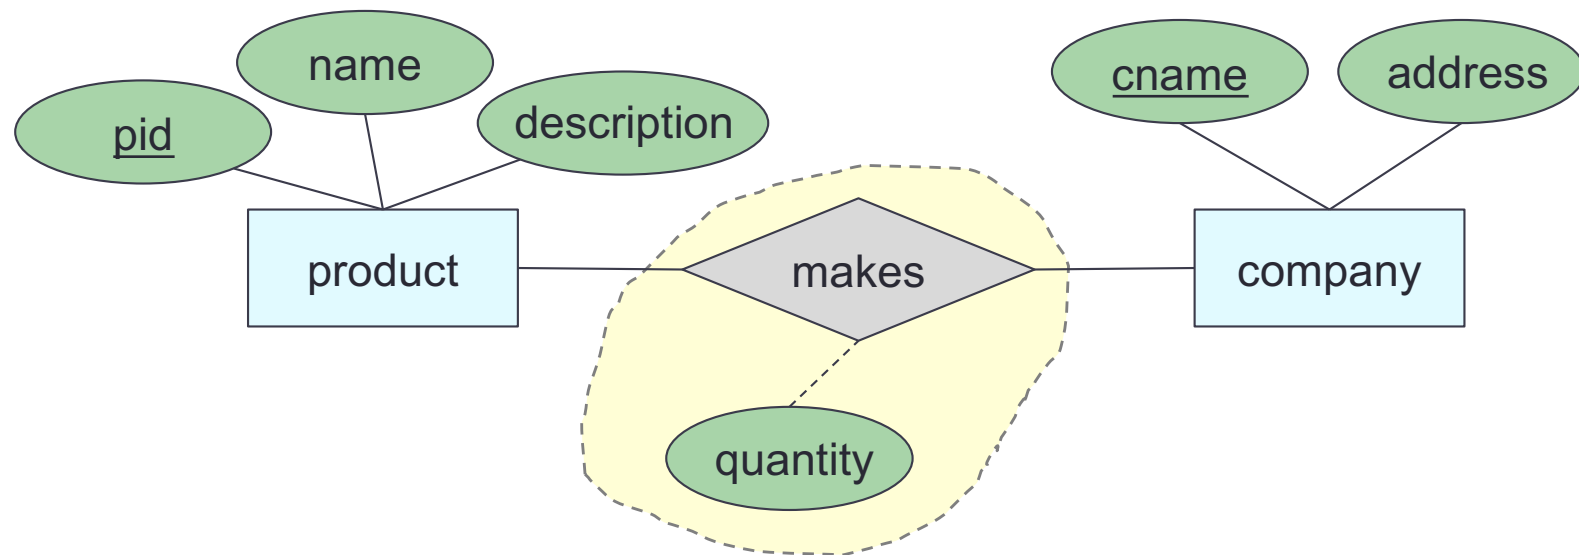 name
pid
description
cname
address
product
makes
company
quantity